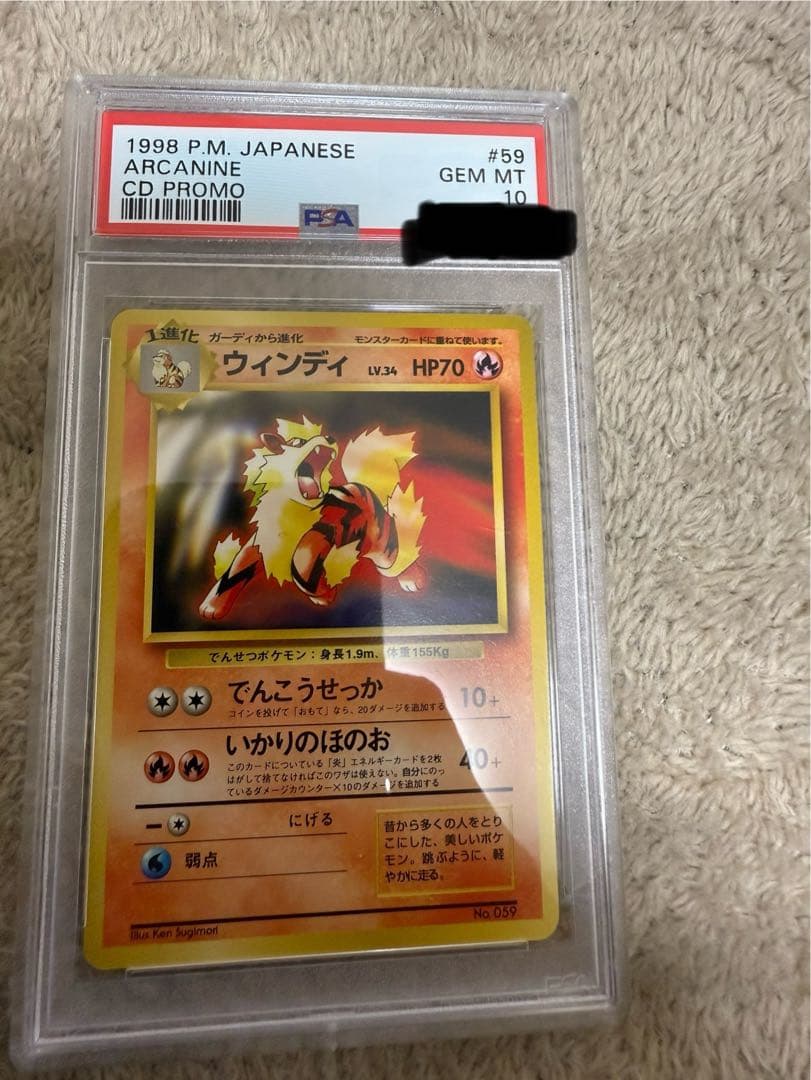 1998 P.M. JAPANESE #59
ARCANINE GEM MT
CD PROMO 10
PSA
1進化 ガーディから進化 モンスターカードに重ねて使います。
ウィンディ LV.34 HP70
でんせつポケモン：身長1.9m、体重155Kg
でんこうせっか 10+
コインを投げて「おもて」なら、20ダメージを追加する
いかりのほのお 40+
このカードについている「炎」エネルギーカードを2枚
はがして捨てなければこのワザは使えない。自分にのっ
ているダメージカウンター×10のダメージを追加する
にげる
弱点
昔から多くの人をとり
こにした、美しいポケ
モン。跳ぶように、軽
やかに走る。
No.059
Illus Ken Sugimori